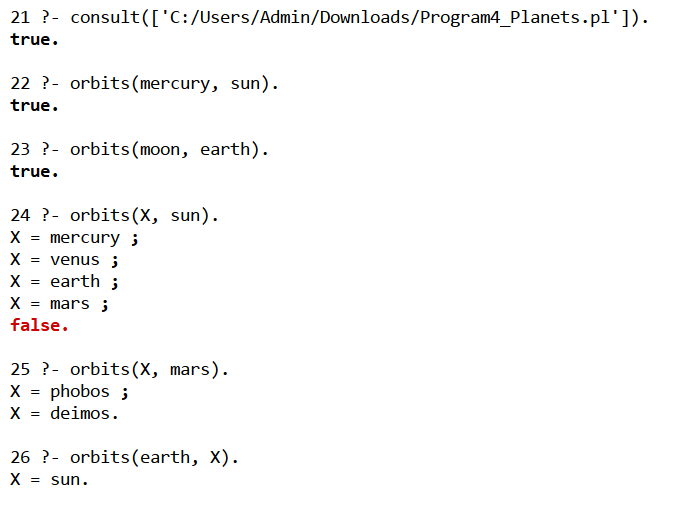 21 ?- consult(['C:/Users/Admin/Downloads/Program4_Planets.pl']).
true.
22 ?- orbits(mercury, sun).
true.
23 ?- orbits(moon, earth).
true.
24 ?- orbits(X, sun).
X = mercury ;
X = venus ;
X = earth ;
X = mars ;
false.
25 ?- orbits(X, mars).
X = phobos ;
X = deimos.
26 ?- orbits(earth, X).
X = sun.